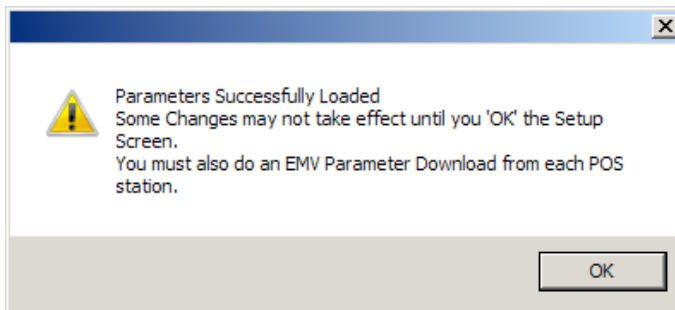 Parameters Successfully Loaded
Some Changes may not take effect until you 'OK' the Setup
Screen.
You must also do an EMV Parameter Download from each POS
station.
OK